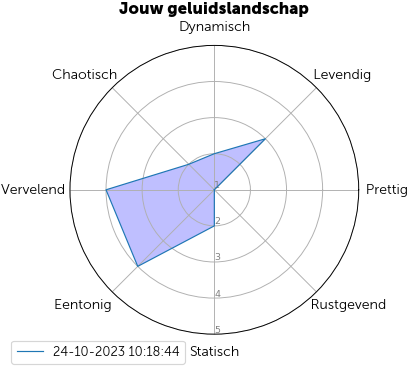 Jouw geluidslandschap
Dynamisch
Chaotisch
Levendig
Vervelend
1
Prettig
2
3
4
Eentonig
Rustgevend
5
24-10-2023 10:18:44
Statisch